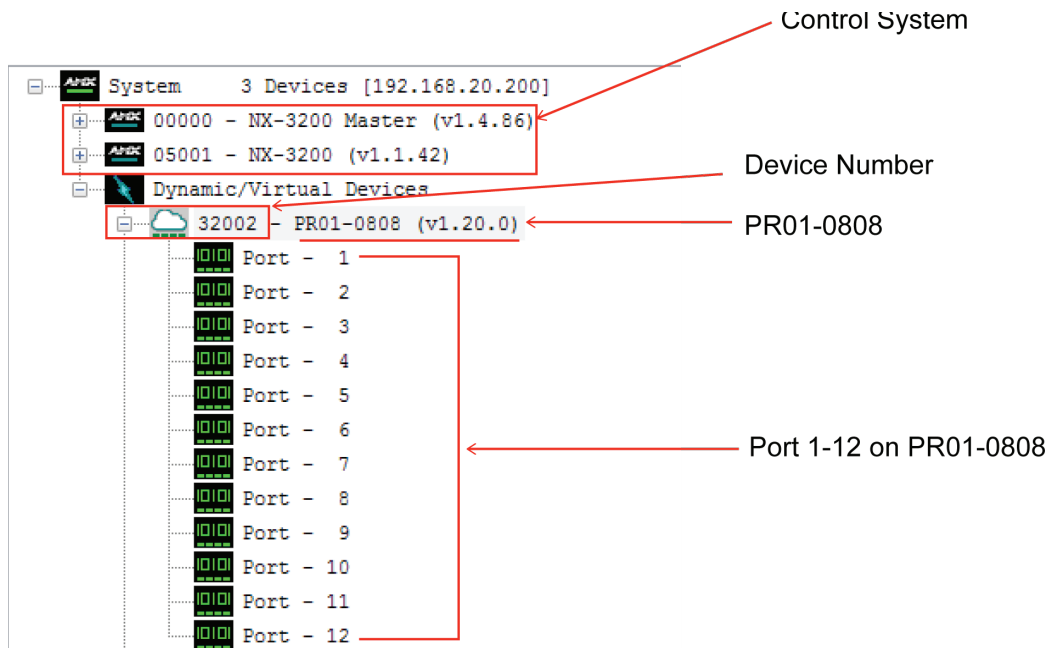 Control System
AMX System 3 Devices [192.168.20.200]
AMX 00000 - NX-3200 Master (v1.4.86)
AMX 05001 - NX-3200 (v1.1.42)
Device Number
Dynamic/Virtual Devices
32002 - PR01-0808 (v1.20.0)
PR01-0808
Port - 1
Port - 2
Port - 3
Port - 4
Port - 5
Port - 6
Port - 7
Port 1-12 on PR01-0808
Port - 8
Port - 9
Port - 10
Port - 11
Port - 12